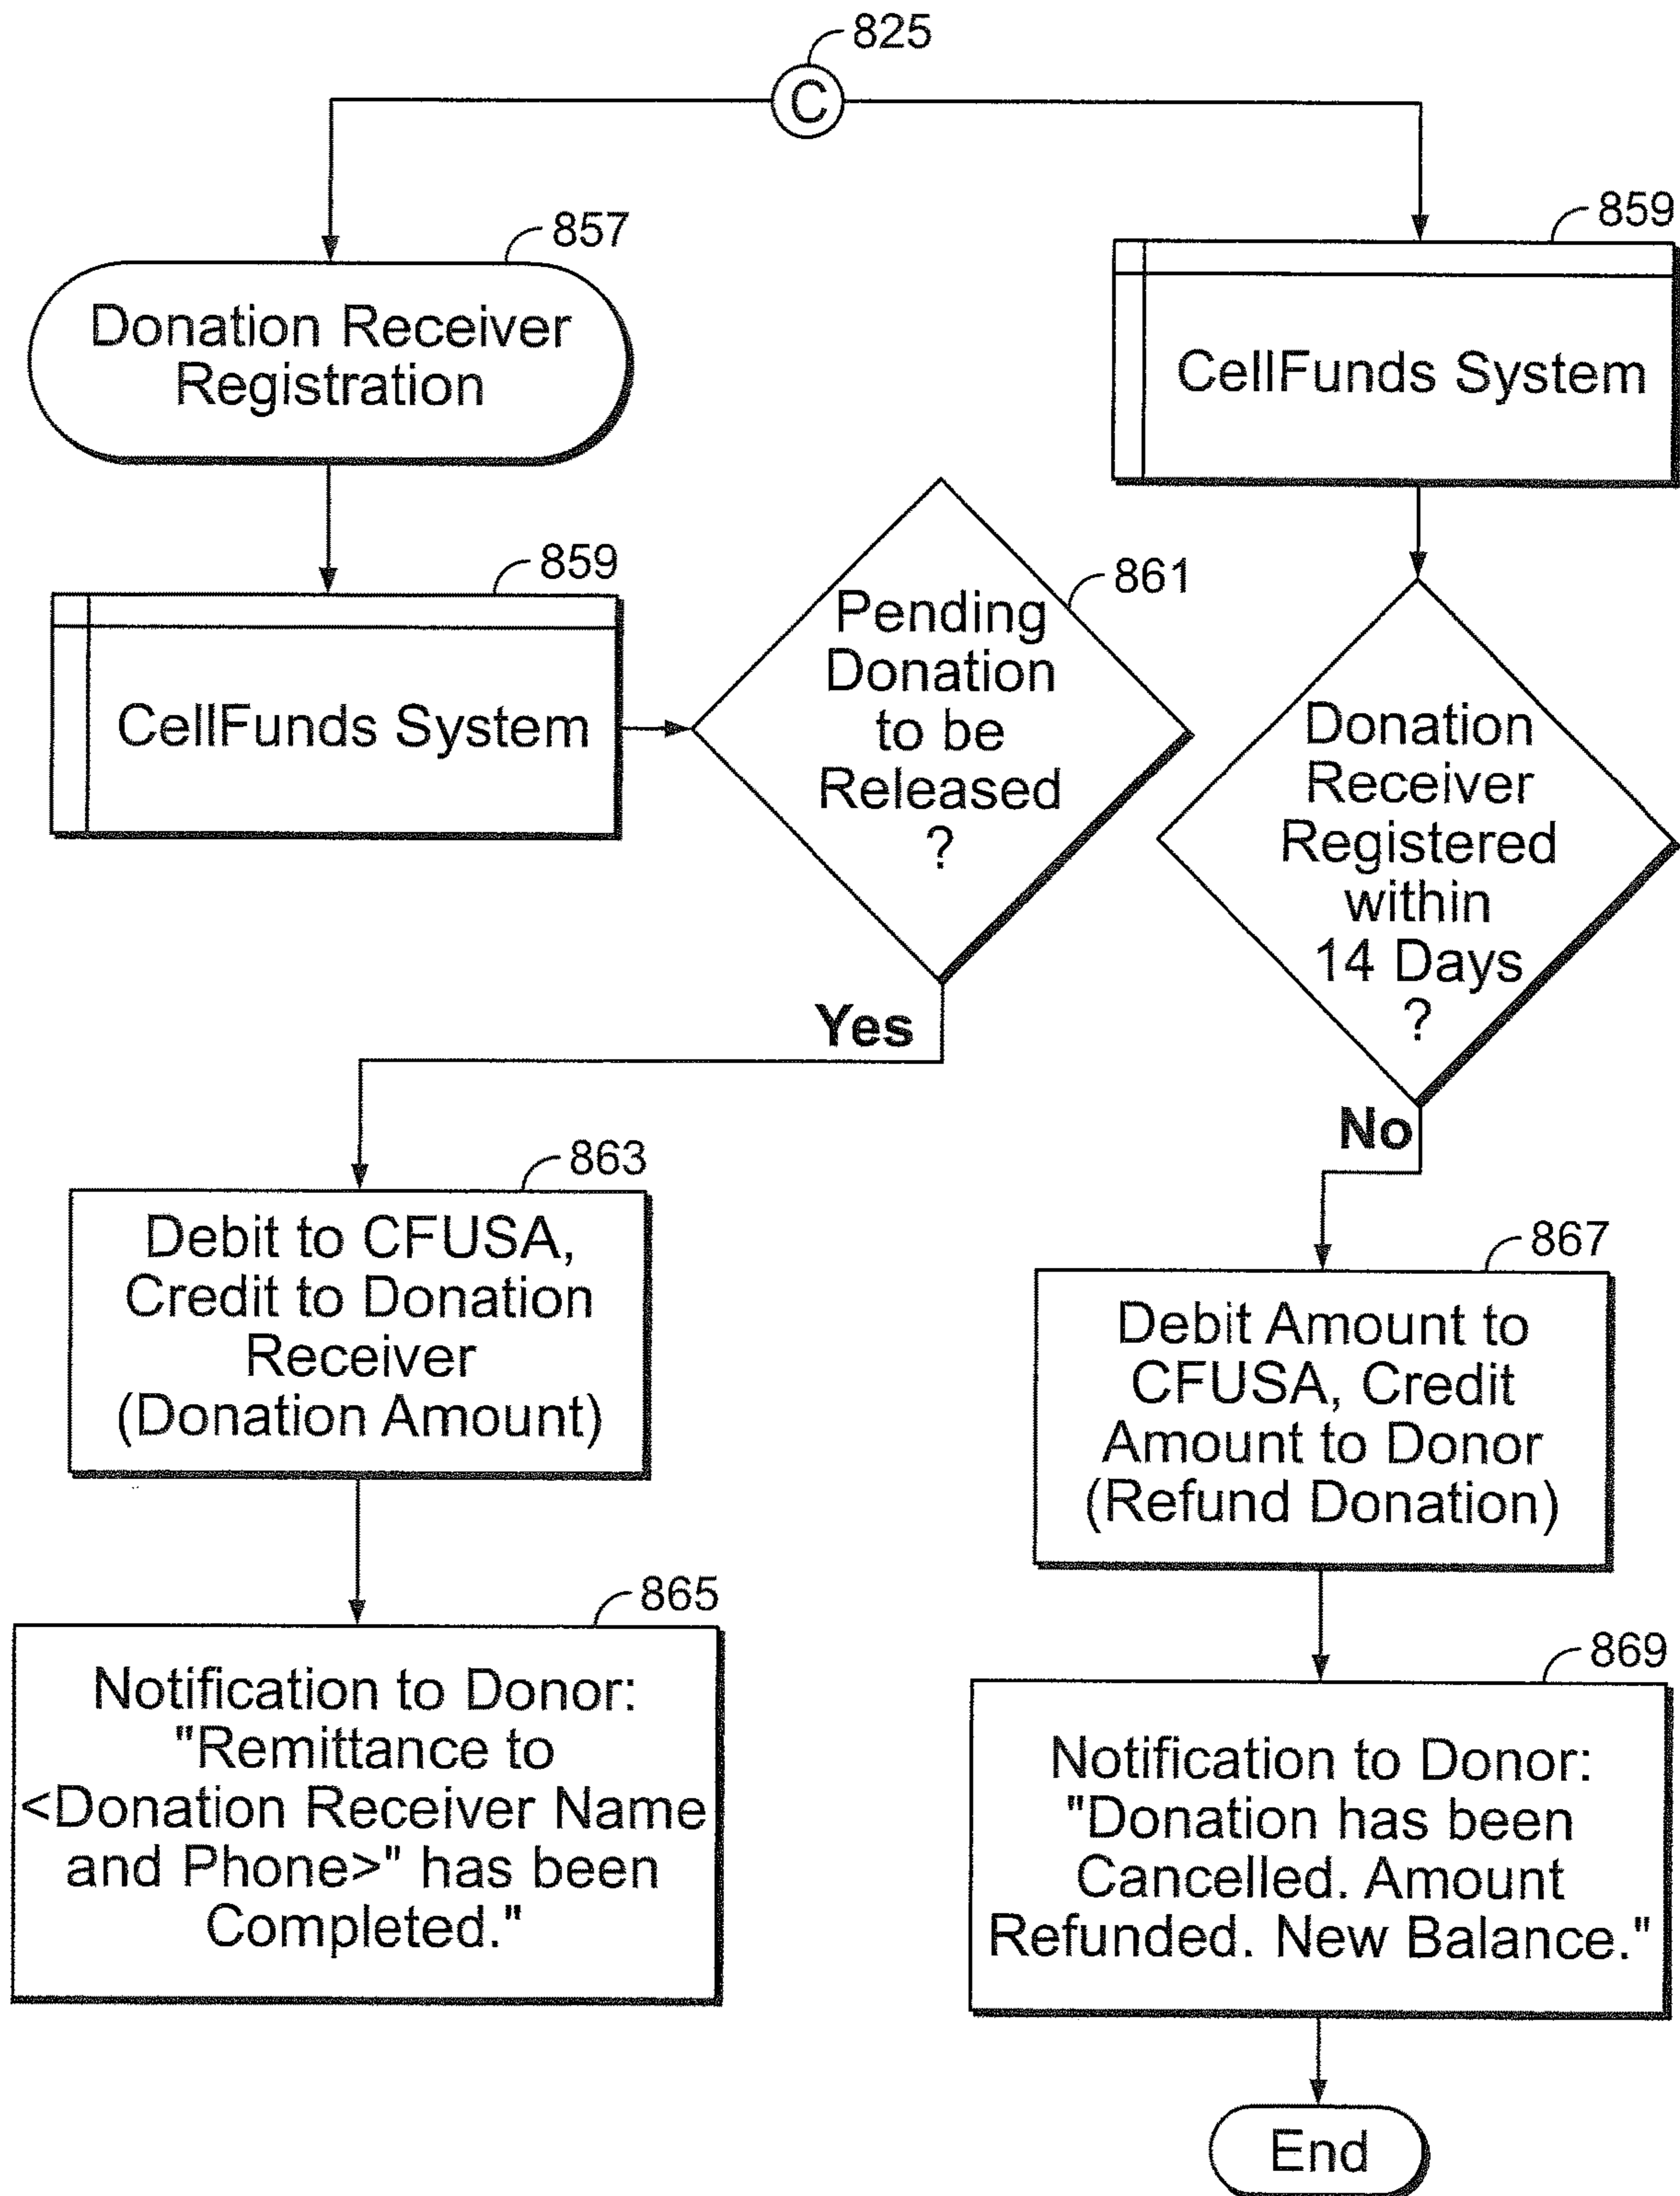 825
C
857
Donation Receiver
Registration
859
CellFunds System
859
CellFunds System
861
Pending
Donation
to be
Released
?
Donation
Receiver
Registered
within
14 Days
?
Yes
No
863
Debit to CFUSA,
Credit to Donation
Receiver
(Donation Amount)
867
Debit Amount to
CFUSA, Credit
Amount to Donor
(Refund Donation)
865
Notification to Donor:
"Remittance to
<Donation Receiver Name
and Phone>" has been
Completed."
869
Notification to Donor:
"Donation has been
Cancelled. Amount
Refunded. New Balance."
End